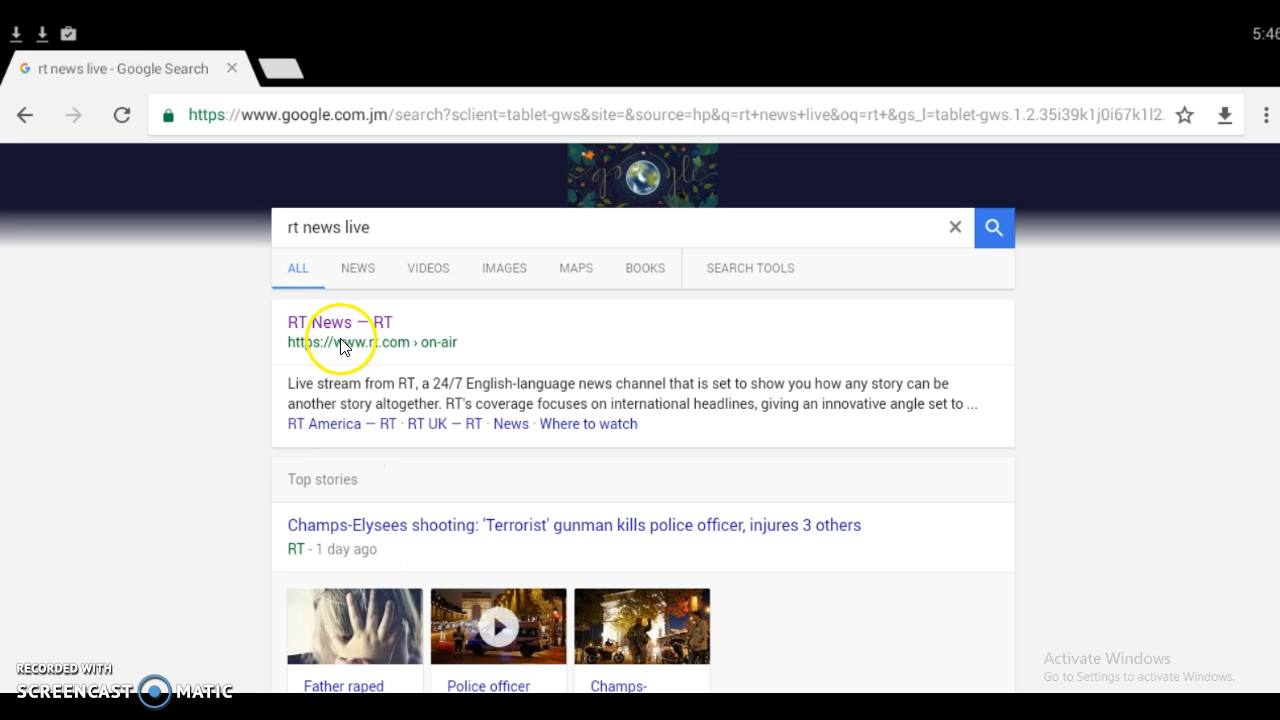 5:46
rt news live - Google Search
https://www.google.com.jm/search?sclient=tablet-gws&site=&source=hp&q=rt+news+live&oq=rt+&gs_l=tablet-gws.1.2.35i39k1j0i67k1l2.
google
rt news live
ALL NEWS VIDEOS IMAGES MAPS BOOKS SEARCH TOOLS
RT News — RT
https://www.rt.com › on-air
Live stream from RT, a 24/7 English-language news channel that is set to show you how any story can be
another story altogether. RT's coverage focuses on international headlines, giving an innovative angle set to ...
RT America — RT · RT UK — RT · News · Where to watch
Top stories
Champs-Elysees shooting: 'Terrorist' gunman kills police officer, injures 3 others
RT - 1 day ago
Father raped
Police officer
Champs-
RECORDED WITH
SCREENCAST MATIC
Activate Windows
Go to Settings to activate Windows.